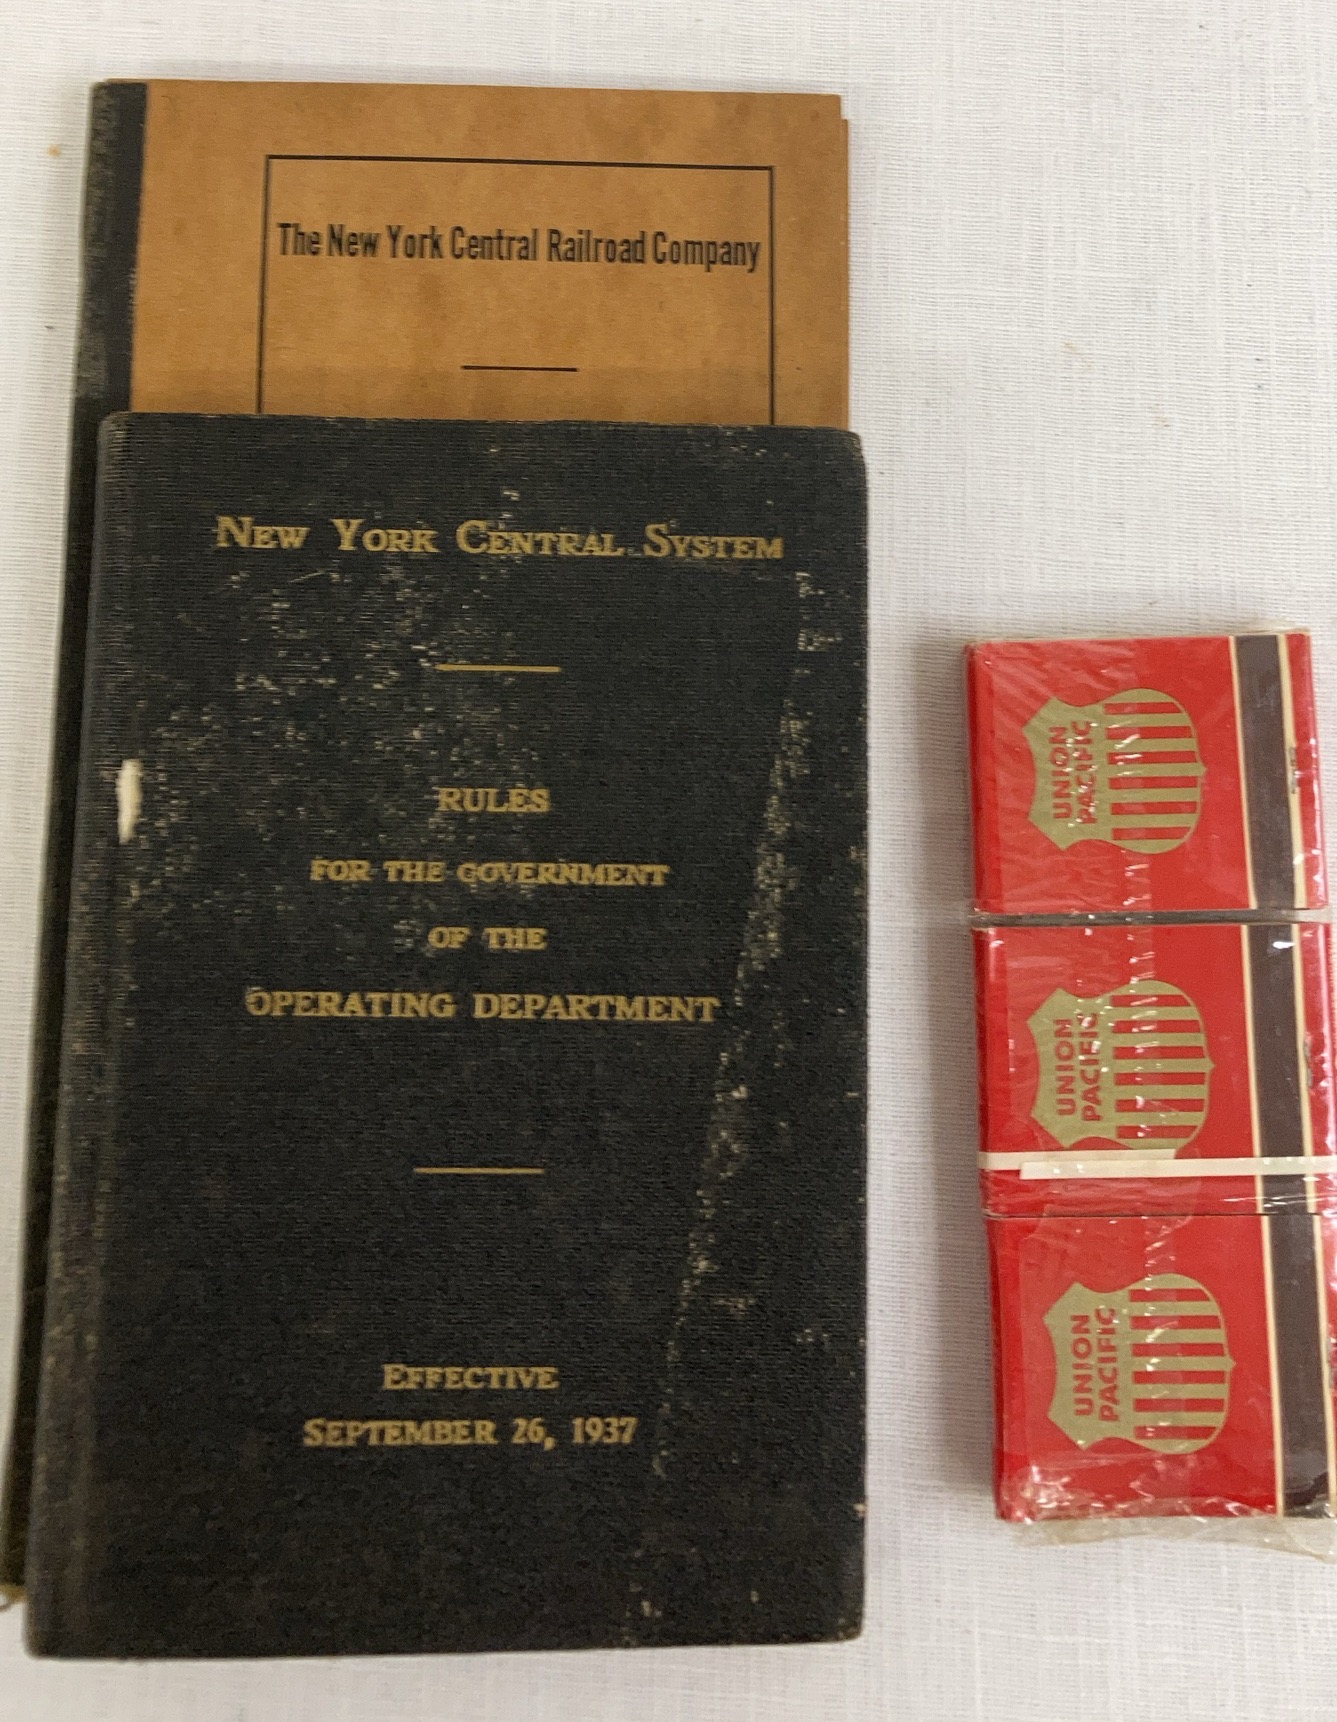 The New York Central Railroad Company
NEW YORK CENTRAL SYSTEM
RULES
FOR THE GOVERNMENT
OF THE
OPERATING DEPARTMENT
EFFECTIVE
SEPTEMBER 26, 1937
UNION
PACIFIC
UNION
PACIFIC
UNION
PACIFIC